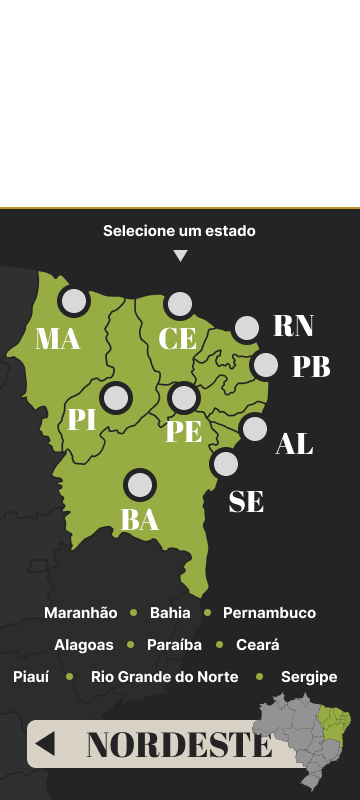 Selecione um estado
MA
CE
RN
PB
PI
PE
AL
SE
BA
Maranhão • Bahia • Pernambuco
Alagoas • Paraíba • Ceará
Piauí • Rio Grande do Norte • Sergipe
NORDESTE